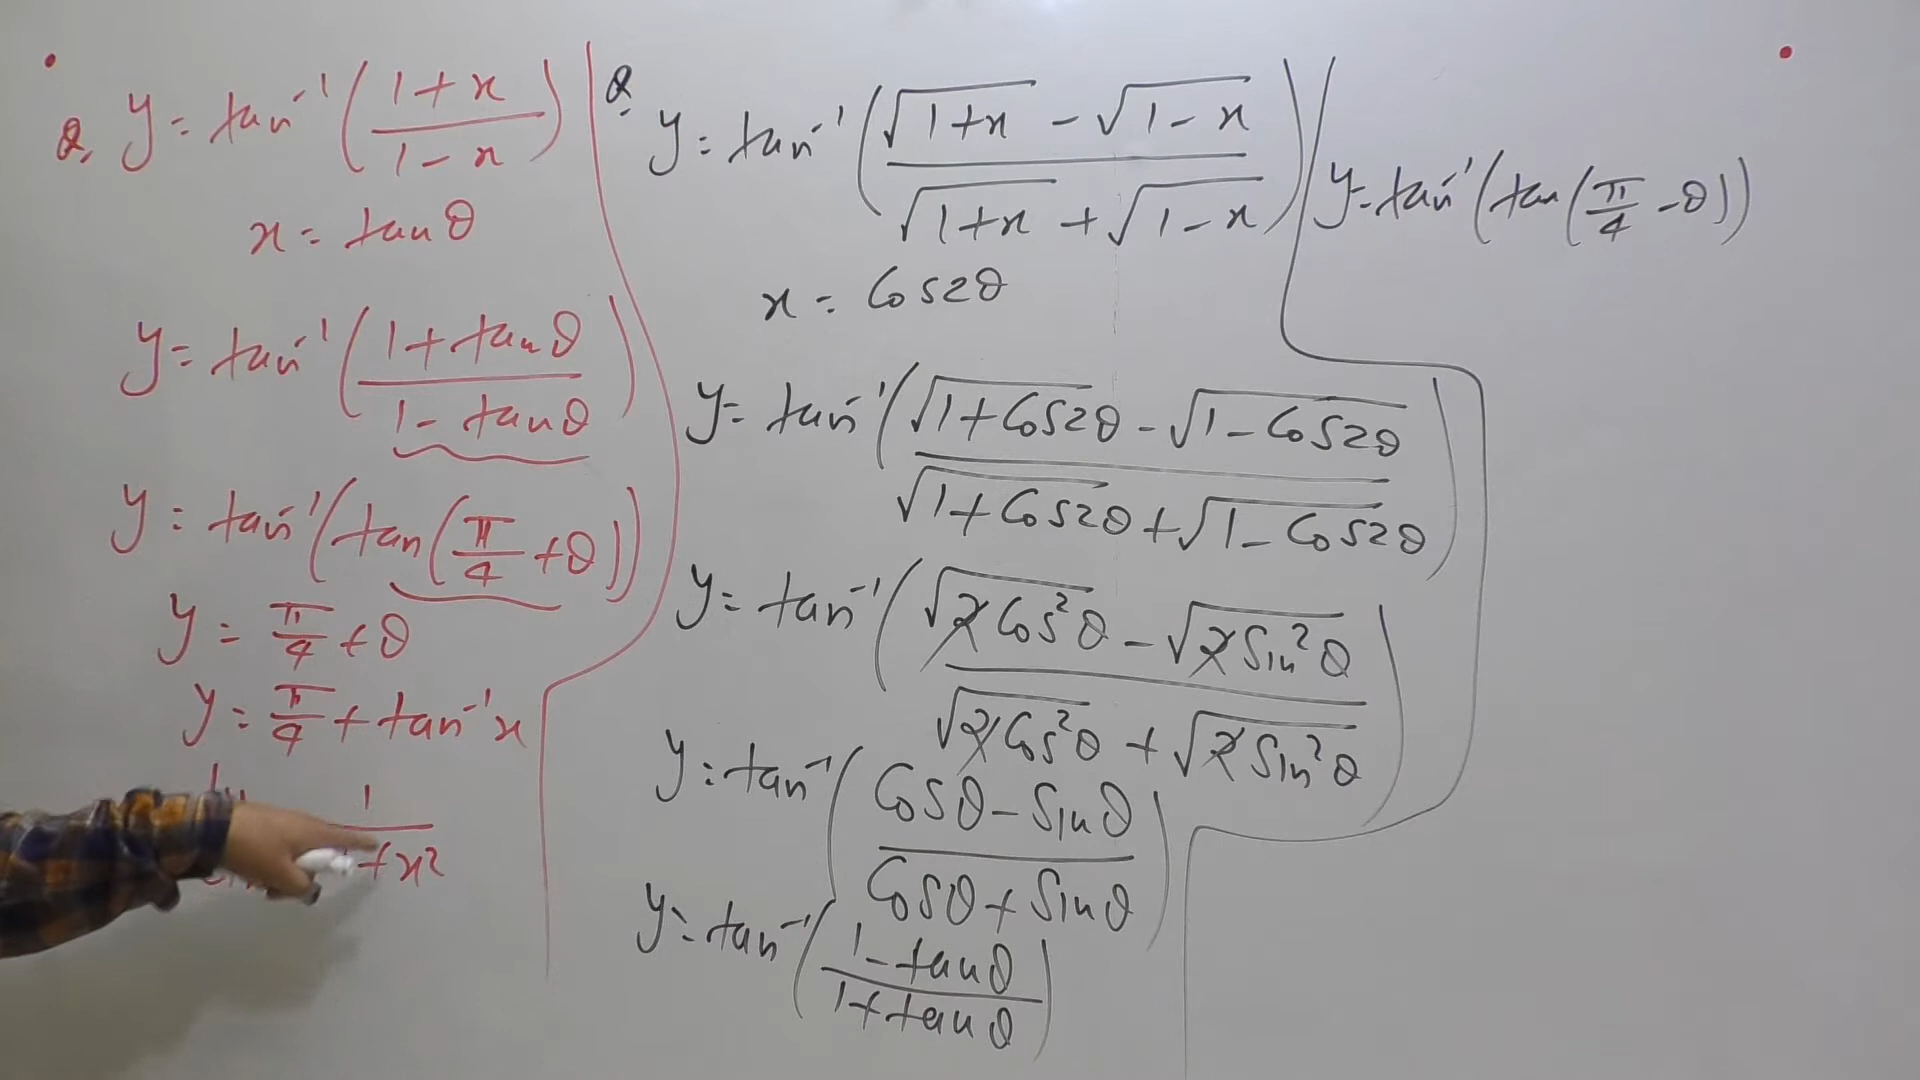 Q. y = tan⁻¹((1+x)/(1-x))
x = tanθ
y = tan⁻¹((1+tanθ)/(1-tanθ))
y = tan⁻¹(tan(π/4+θ))
y = π/4+θ
y = π/4+tan⁻¹x
1/+x²
Q. y = tan⁻¹((√(1+x) - √(1-x))/(√(1+x) + √(1-x)))
x = Cos2θ
y = tan⁻¹((√(1+Cos2θ) - √(1-Cos2θ))/(√(1+Cos2θ) + √(1-Cos2θ)))
y = tan⁻¹((√(2Cos²θ) - √(2Sin²θ))/(√(2Cos²θ) + √(2Sin²θ)))
y = tan⁻¹((Cosθ - Sinθ)/(Cosθ + Sinθ))
y = tan⁻¹((1-tanθ)/(1+tanθ))
y = tan⁻¹(tan(π/4-θ))